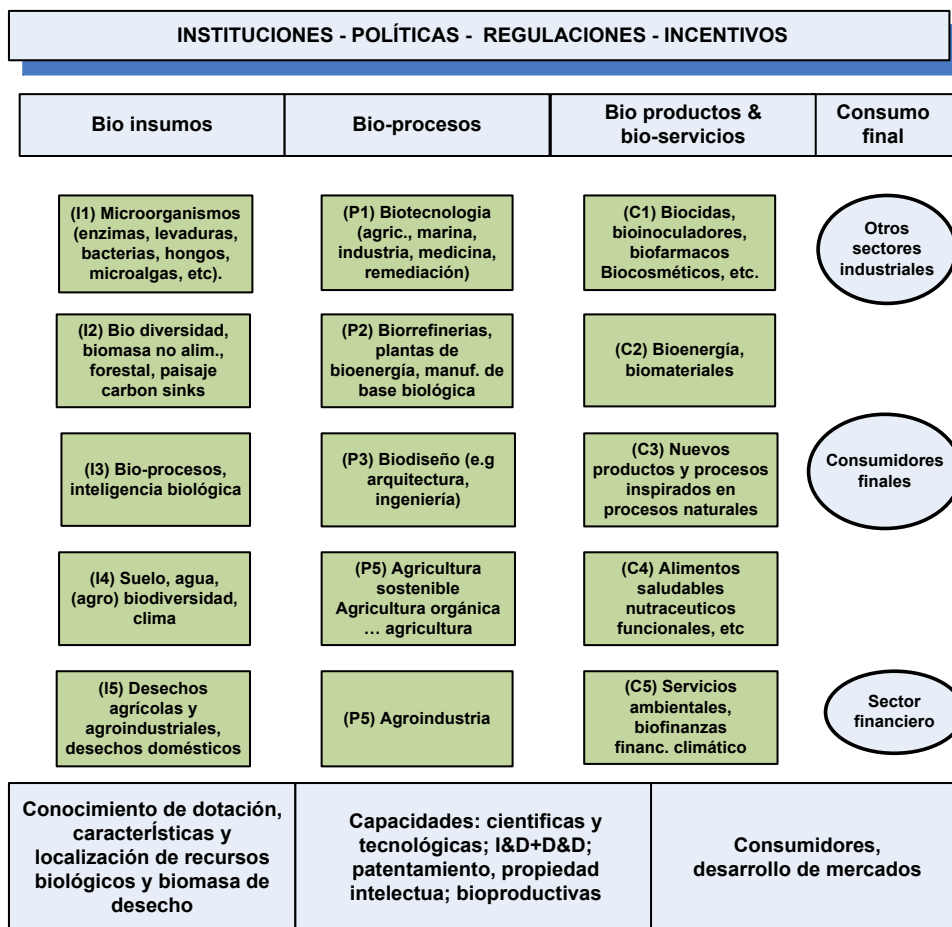 INSTITUCIONES - POLÍTICAS -  REGULACIONES - INCENTIVOS
Bio insumos
Bio-procesos
Bio productos &
bio-servicios
Consumo
final
(I1) Microorganismos
(enzimas, levaduras,
bacterias, hongos,
microalgas, etc).
(P1) Biotecnologia
(agric., marina,
industria, medicina,
remediación)
(C1) Biocidas,
bioinoculadores,
biofarmacos
Biocosméticos, etc.
Otros
sectores
industriales
(I2) Bio diversidad,
biomasa no alim.,
forestal, paisaje
carbon sinks
(P2) Biorrefinerias,
plantas de
bioenergía, manuf. de
base biológica
(C2) Bioenergía,
biomateriales
(I3) Bio-procesos,
inteligencia biológica
(P3) Biodiseño (e.g
arquitectura,
ingeniería)
(C3) Nuevos
productos y procesos
inspirados en
procesos naturales
Consumidores
finales
(I4) Suelo, agua,
(agro) biodiversidad,
clima
(P5) Agricultura
sostenible
Agricultura orgánica
… agricultura
(C4) Alimentos
saludables
nutraceuticos
funcionales, etc
(I5) Desechos
agrícolas y
agroindustriales,
desechos domésticos
(P5) Agroindustria
(C5) Servicios
ambientales,
biofinanzas
financ. climático
Sector
financiero
Conocimiento de dotación,
característIcas y
localización de recursos
biológicos y biomasa de
desecho
Capacidades: cientificas y
tecnológicas; I&D+D&D;
patentamiento, propiedad
intelectua; bioproductivas
Consumidores,
desarrollo de mercados